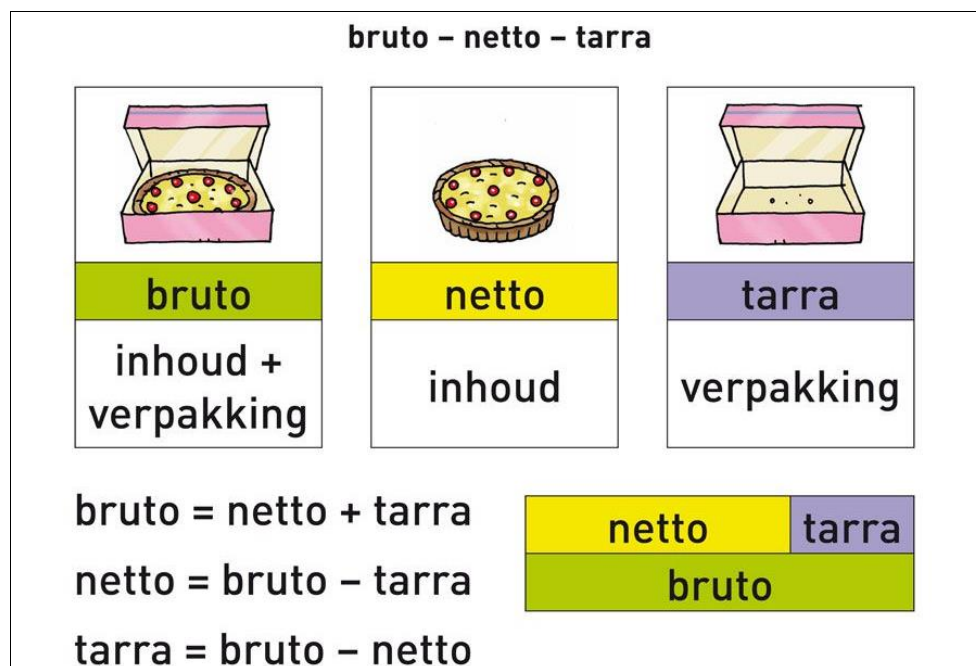 bruto – netto – tarra
bruto
inhoud +
verpakking
netto
inhoud
tarra
verpakking
bruto = netto + tarra
netto = bruto – tarra
tarra = bruto – netto
netto tarra
bruto